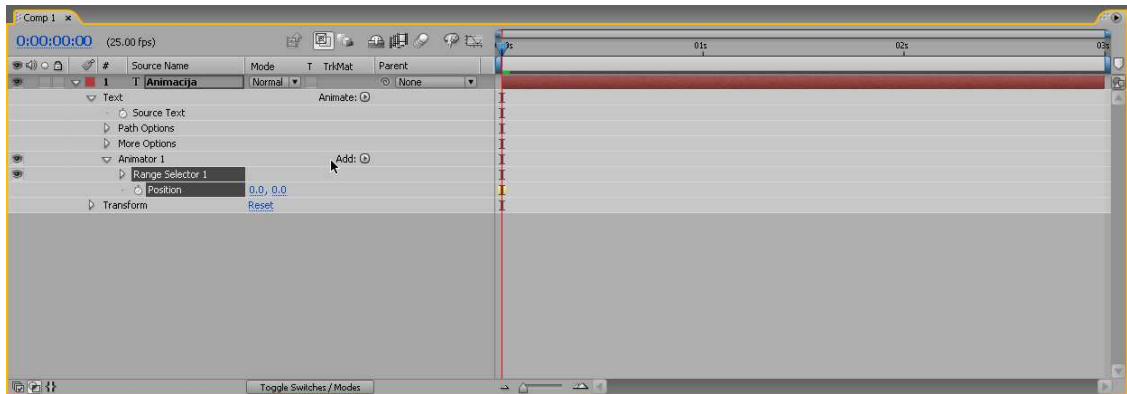 Comp 1
0:00:00:00 (25.00 fps)
01s 02s 03s
# Source Name Mode T TrkMat Parent
1 T Animacija Normal None
Text Animate:
Source Text
Path Options
More Options
Animator 1 Add:
Range Selector 1
Position 0.0, 0.0
Transform Reset
Toggle Switches / Modes